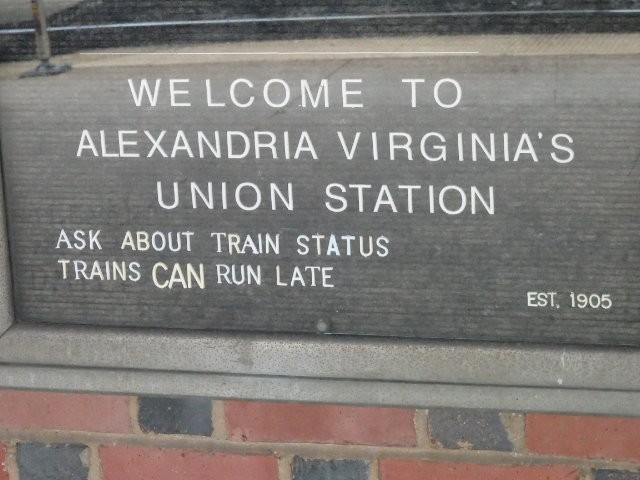 WELCOME TO
ALEXANDRIA VIRGINIA'S
UNION STATION
ASK ABOUT TRAIN STATUS
TRAINS CAN RUN LATE
EST. 1905